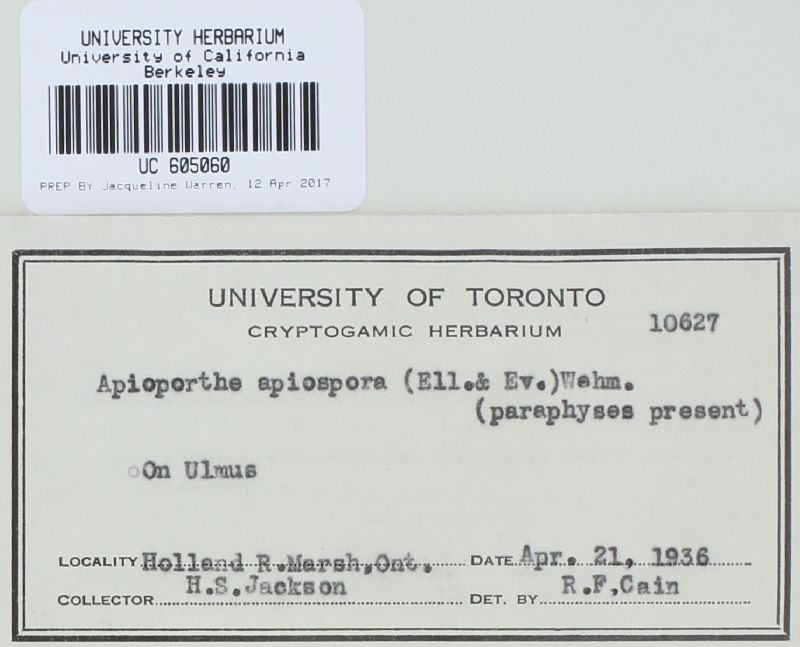 UNIVERSITY HERBARIUM
University of California
Berkeley
UC 605060
PREP BY Jacqueline Warren, 12 Apr 2017
UNIVERSITY OF TORONTO
CRYPTOGAMIC HERBARIUM 10627
Apioporthe apiospora (Ell.& Ev.)Wehm.
(paraphyses present)
On Ulmus
LOCALITY Holland R.Marsh,Ont. DATE Apr. 21, 1936
COLLECTOR H.S.Jackson DET. BY R.F.Cain